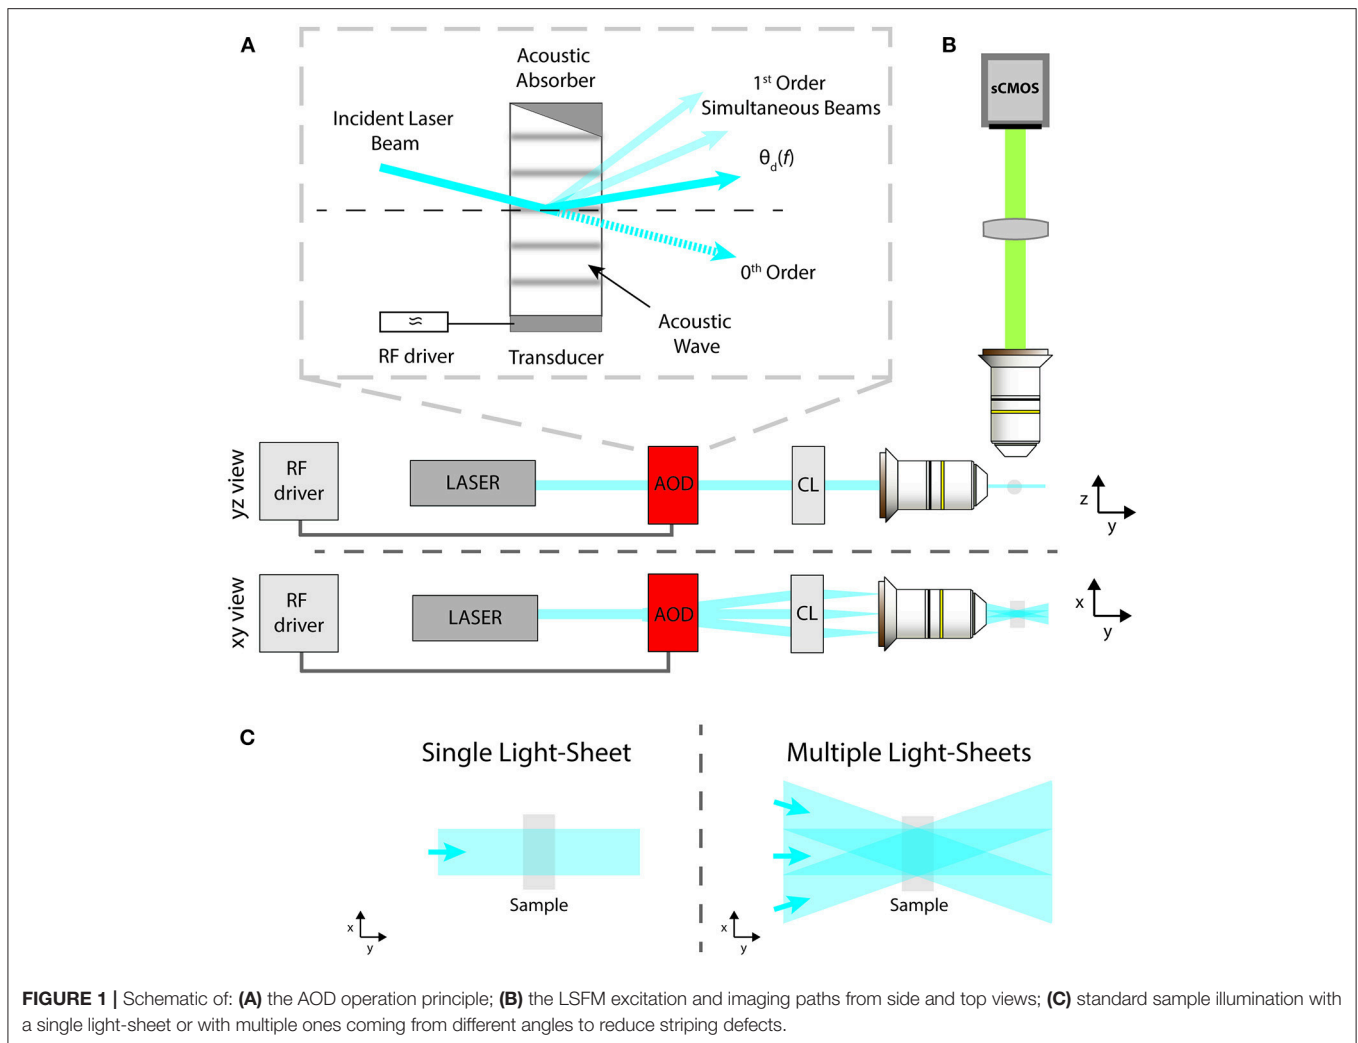 A
Acoustic
Absorber
1st Order
Simultaneous Beams
Incident Laser
Beam
θd(f)
0th Order
Acoustic
Wave
≈
RF driver
Transducer
B
sCMOS
yz view
RF
driver
LASER
AOD
CL
z
y
xy view
RF
driver
LASER
AOD
CL
x
y
C
Single Light-Sheet
Sample
x
y
Multiple Light-Sheets
Sample
x
y
FIGURE 1 | Schematic of: (A) the AOD operation principle; (B) the LSFM excitation and imaging paths from side and top views; (C) standard sample illumination with
a single light-sheet or with multiple ones coming from different angles to reduce striping defects.